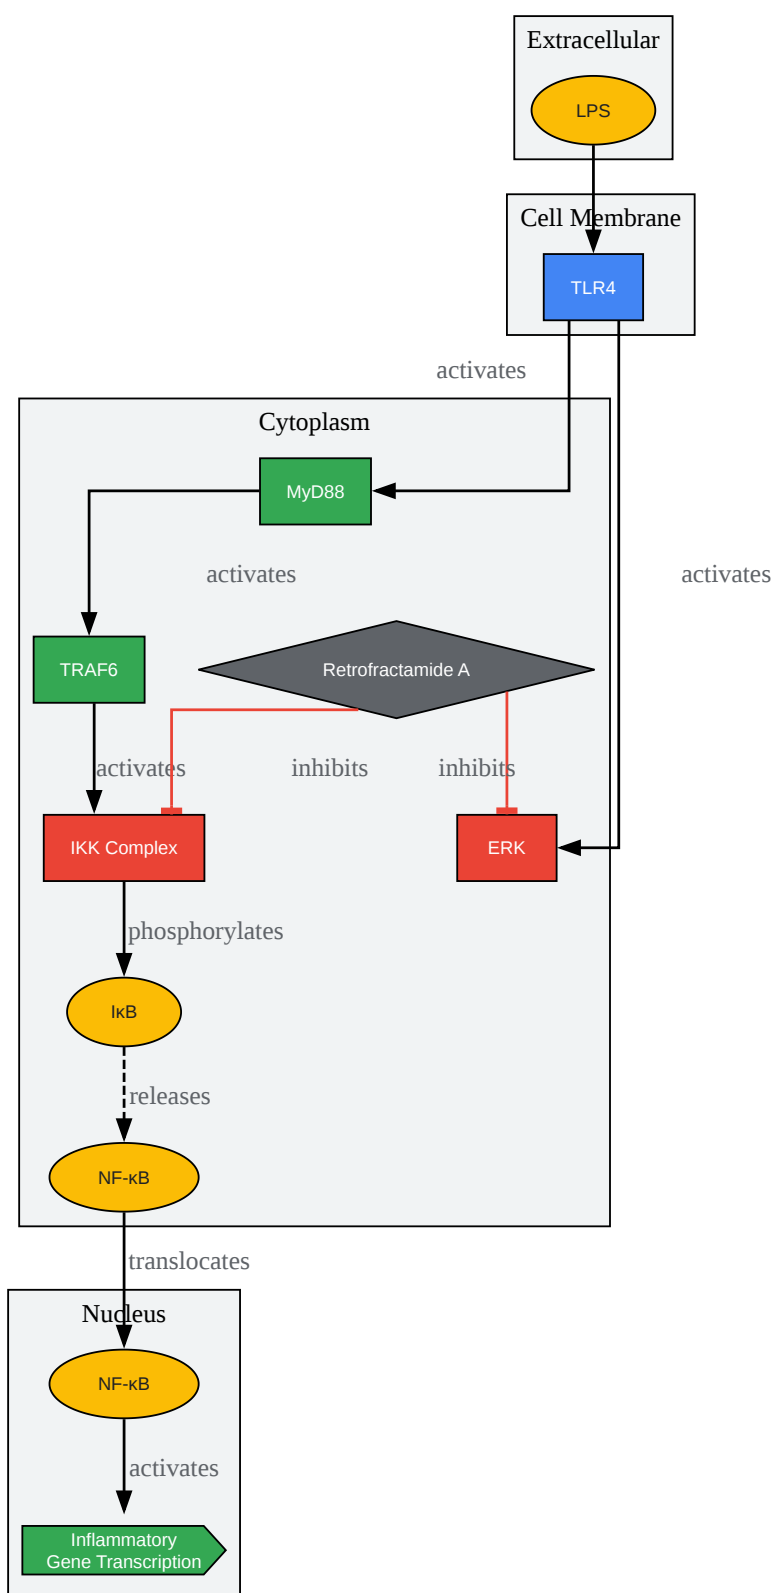 Extracellular
LPS
Cell Membrane
TLR4
activates
Cytoplasm
MyD88
activates
activates
TRAF6
Retrofractamide A
activates
inhibits
inhibits
IKK Complex
ERK
phosphorylates
IκB
releases
NF-κB
translocates
Nucleus
NF-κB
activates
Inflammatory
Gene Transcription